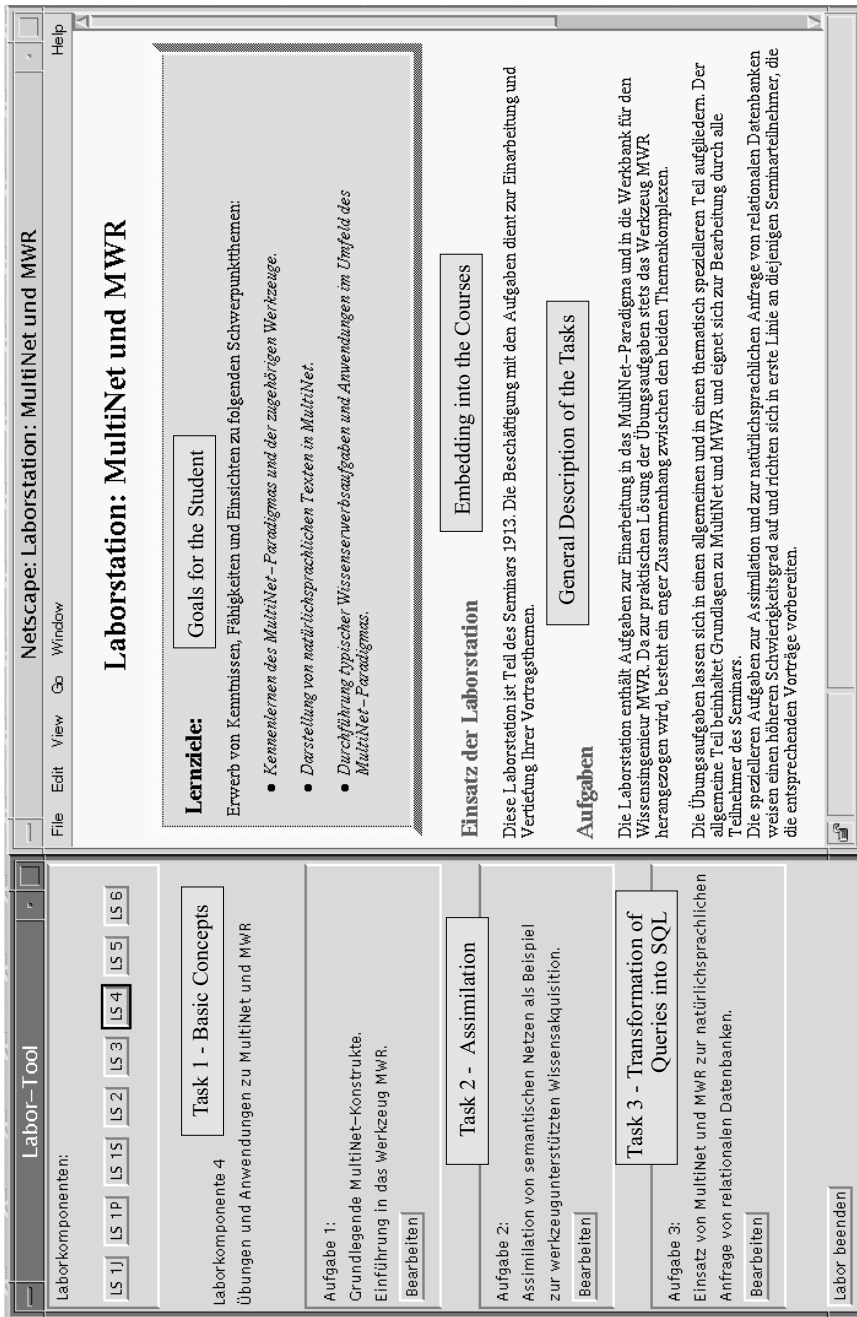 Labor–Tool
Laborkomponenten:
LS 1J LS 1P LS 1S LS 2 LS 3 LS 4 LS 5 LS 6
Task 1 - Basic Concepts
Laborkomponente 4
Übungen und Anwendungen zu MultiNet und MWR
Aufgabe 1:
Grundlegende MultiNet–Konstrukte.
Einführung in das Werkzeug MWR.
Bearbeiten
Task 2 - Assimilation
Aufgabe 2:
Assimilation von semantischen Netzen als Beispiel
zur werkzeugunterstützten Wissensakquisition.
Bearbeiten
Task 3 - Transformation of
Queries into SQL
Aufgabe 3:
Einsatz von MultiNet und MWR zur natürlichsprachlichen
Anfrage von relationalen Datenbanken.
Bearbeiten
Labor beenden
Netscape: Laborstation: MultiNet und MWR
File Edit View Go Window Help
Laborstation: MultiNet und MWR
Goals for the Student
Lernziele:
Erwerb von Kenntnissen, Fähigkeiten und Einsichten zu folgenden Schwerpunktthemen:
• Kennenlernen des MultiNet–Paradigmas und der zugehörigen Werkzeuge.
• Darstellung von natürlichsprachlichen Texten in MultiNet.
• Durchführung typischer Wissenserwerbsaufgaben und Anwendungen im Umfeld des
MultiNet–Paradigmas.
Embedding into the Courses
Einsatz der Laborstation
Diese Laborstation ist Teil des Seminars 1913. Die Beschäftigung mit den Aufgaben dient zur Einarbeitung und
Vertiefung Ihrer Vortragsthemen.
General Description of the Tasks
Aufgaben
Die Laborstation enthält Aufgaben zur Einarbeitung in das MultiNet–Paradigma und in die Werkbank für den
Wissensingenieur MWR. Da zur praktischen Lösung der Übungsaufgaben stets das Werkzeug MWR
herangezogen wird, besteht ein enger Zusammenhang zwischen den beiden Themenkomplexen.
Die Übungsaufgaben lassen sich in einen allgemeinen und in einen thematisch spezielleren Teil aufgliedern. Der
allgemeine Teil beinhaltet Grundlagen zu MultiNet und MWR und eignet sich zur Bearbeitung durch alle
Teilnehmer des Seminars.
Die spezielleren Aufgaben zur Assimilation und zur natürlichsprachlichen Anfrage von relationalen Datenbanken
weisen einen höheren Schwierigkeitsgrad auf und richten sich in erste Linie an diejenigen Seminarteilnehmer, die
die entsprechenden Vorträge vorbereiten.